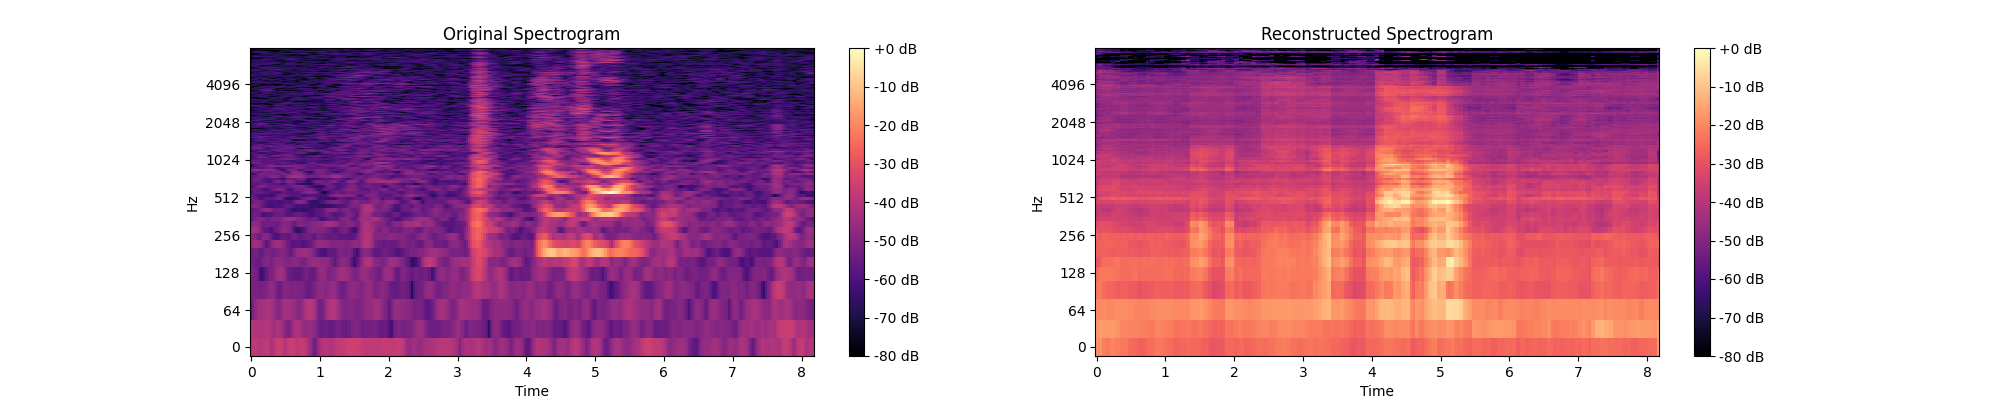 Original Spectrogram
Hz
4096
2048
1024
512
256
128
64
0
0 1 2 3 4 5 6 7 8
Time
+0 dB
-10 dB
-20 dB
-30 dB
-40 dB
-50 dB
-60 dB
-70 dB
-80 dB
Reconstructed Spectrogram
Hz
4096
2048
1024
512
256
128
64
0
0 1 2 3 4 5 6 7 8
Time
+0 dB
-10 dB
-20 dB
-30 dB
-40 dB
-50 dB
-60 dB
-70 dB
-80 dB